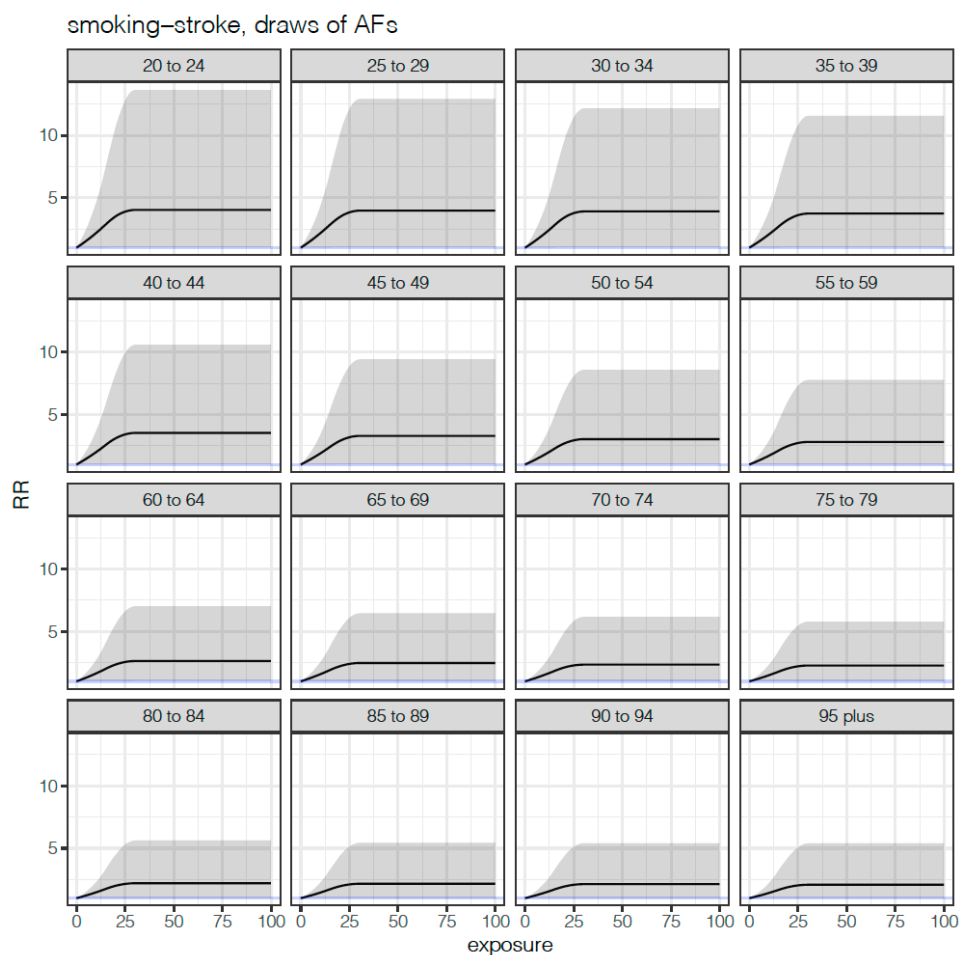 smoking–stroke, draws of AFs
20 to 24 25 to 29 30 to 34 35 to 39
10
5
40 to 44 45 to 49 50 to 54 55 to 59
10
5
RR
60 to 64 65 to 69 70 to 74 75 to 79
10
5
80 to 84 85 to 89 90 to 94 95 plus
10
5
0 25 50 75 100 0 25 50 75 100 0 25 50 75 100 0 25 50 75 100
exposure